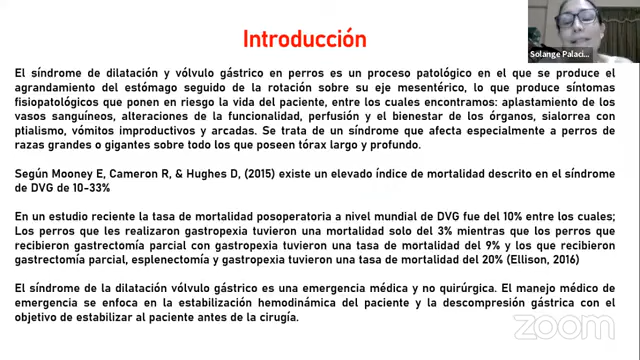 Introducción
Solange Palaci...
El síndrome de dilatación y vólvulo gástrico en perros es un proceso patológico en el que se produce el
agrandamiento del estómago seguido de la rotación sobre su eje mesentérico, lo que produce síntomas
fisiopatológicos que ponen en riesgo la vida del paciente, entre los cuales encontramos: aplastamiento de los
vasos sanguíneos, alteraciones de la funcionalidad, perfusión y el bienestar de los órganos, sialorrea con
ptialismo, vómitos improductivos y arcadas. Se trata de un síndrome que afecta especialmente a perros de
razas grandes o gigantes sobre todo los que poseen tórax largo y profundo.
Según Mooney E, Cameron R, & Hughes D, (2015) existe un elevado índice de mortalidad descrito en el síndrome
de DVG de 10-33%
En un estudio reciente la tasa de mortalidad posoperatoria a nivel mundial de DVG fue del 10% entre los cuales;
Los perros que les realizaron gastropexia tuvieron una mortalidad solo del 3% mientras que los perros que
recibieron gastrectomía parcial con gastropexia tuvieron una tasa de mortalidad del 9% y los que recibieron
gastrectomía parcial, esplenectomía y gastropexia tuvieron una tasa de mortalidad del 20% (Ellison, 2016)
El síndrome de la dilatación vólvulo gástrico es una emergencia médica y no quirúrgica. El manejo médico de
emergencia se enfoca en la estabilización hemodinámica del paciente y la descompresión gástrica con el
objetivo de estabilizar al paciente antes de la cirugía.
zoom